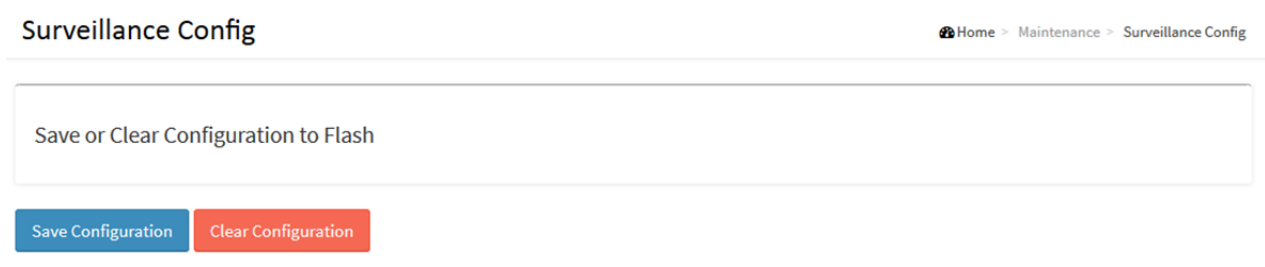 Surveillance Config
Home > Maintenance > Surveillance Config
Save or Clear Configuration to Flash
Save Configuration
Clear Configuration